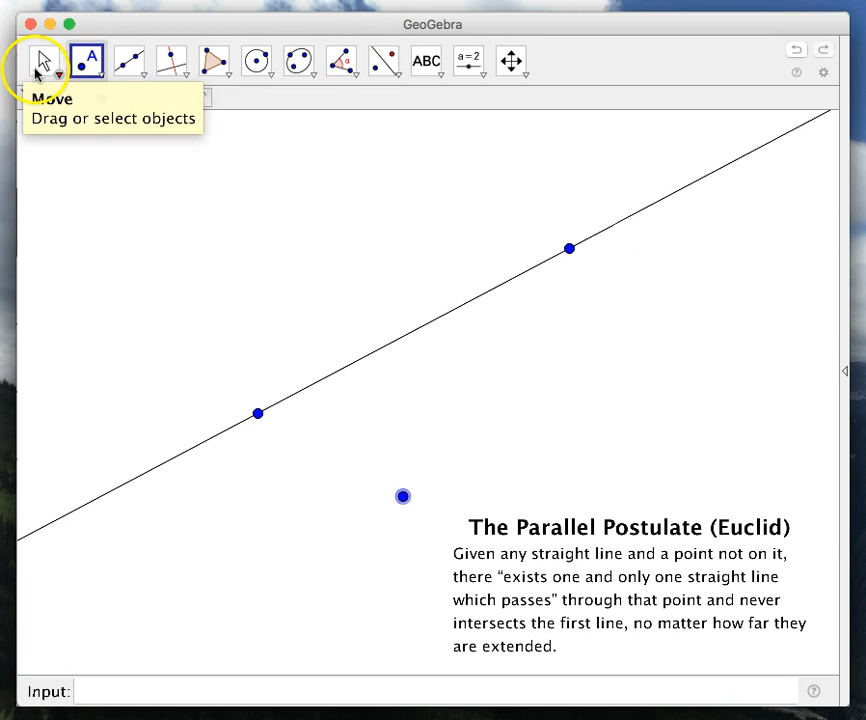 GeoGebra
A
α
ABC
a=2
Move
Drag or select objects
The Parallel Postulate (Euclid)
Given any straight line and a point not on it,
there “exists one and only one straight line
which passes” through that point and never
intersects the first line, no matter how far they
are extended.
Input: